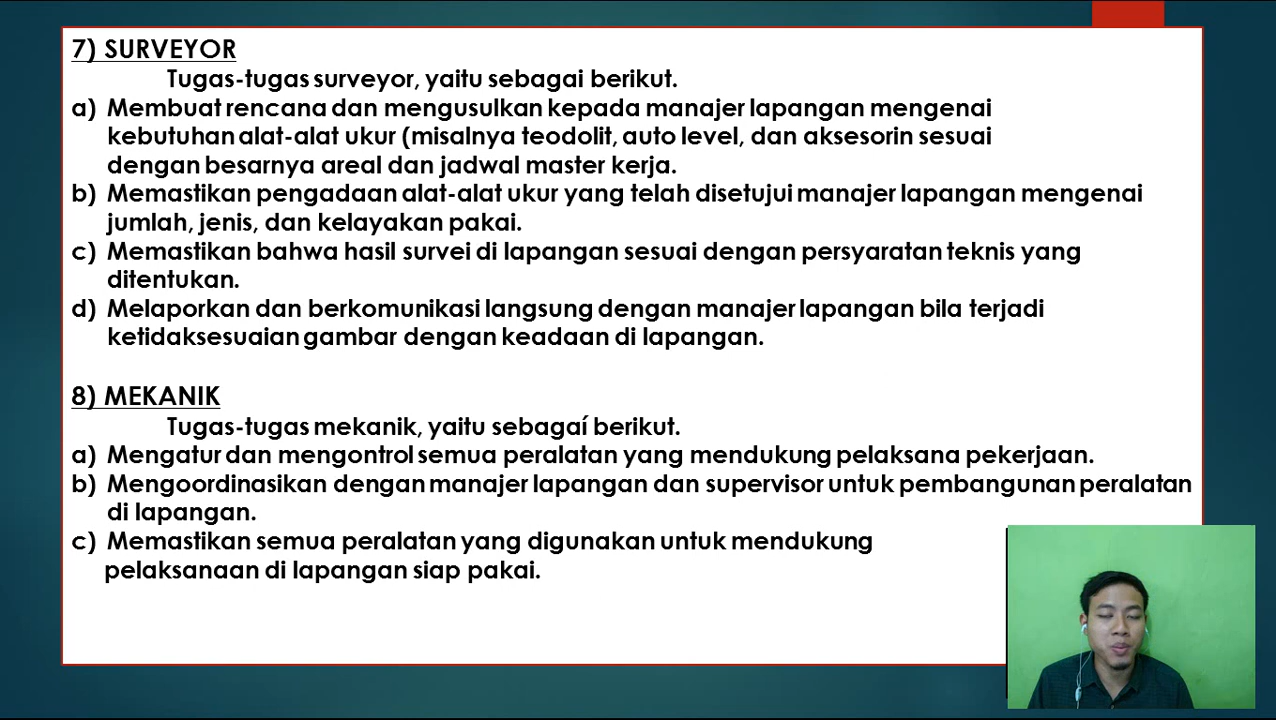 7) SURVEYOR
Tugas-tugas surveyor, yaitu sebagai berikut.
a) Membuat rencana dan mengusulkan kepada manajer lapangan mengenai
kebutuhan alat-alat ukur (misalnya teodolit, auto level, dan aksesorin sesuai
dengan besarnya areal dan jadwal master kerja.
b) Memastikan pengadaan alat-alat ukur yang telah disetujui manajer lapangan mengenai
jumlah, jenis, dan kelayakan pakai.
c) Memastikan bahwa hasil survei di lapangan sesuai dengan persyaratan teknis yang
ditentukan.
d) Melaporkan dan berkomunikasi langsung dengan manajer lapangan bila terjadi
ketidaksesuaian gambar dengan keadaan di lapangan.
8) MEKANIK
Tugas-tugas mekanik, yaitu sebagaí berikut.
a) Mengatur dan mengontrol semua peralatan yang mendukung pelaksana pekerjaan.
b) Mengoordinasikan dengan manajer lapangan dan supervisor untuk pembangunan peralatan
di lapangan.
c) Memastikan semua peralatan yang digunakan untuk mendukung
pelaksanaan di lapangan siap pakai.